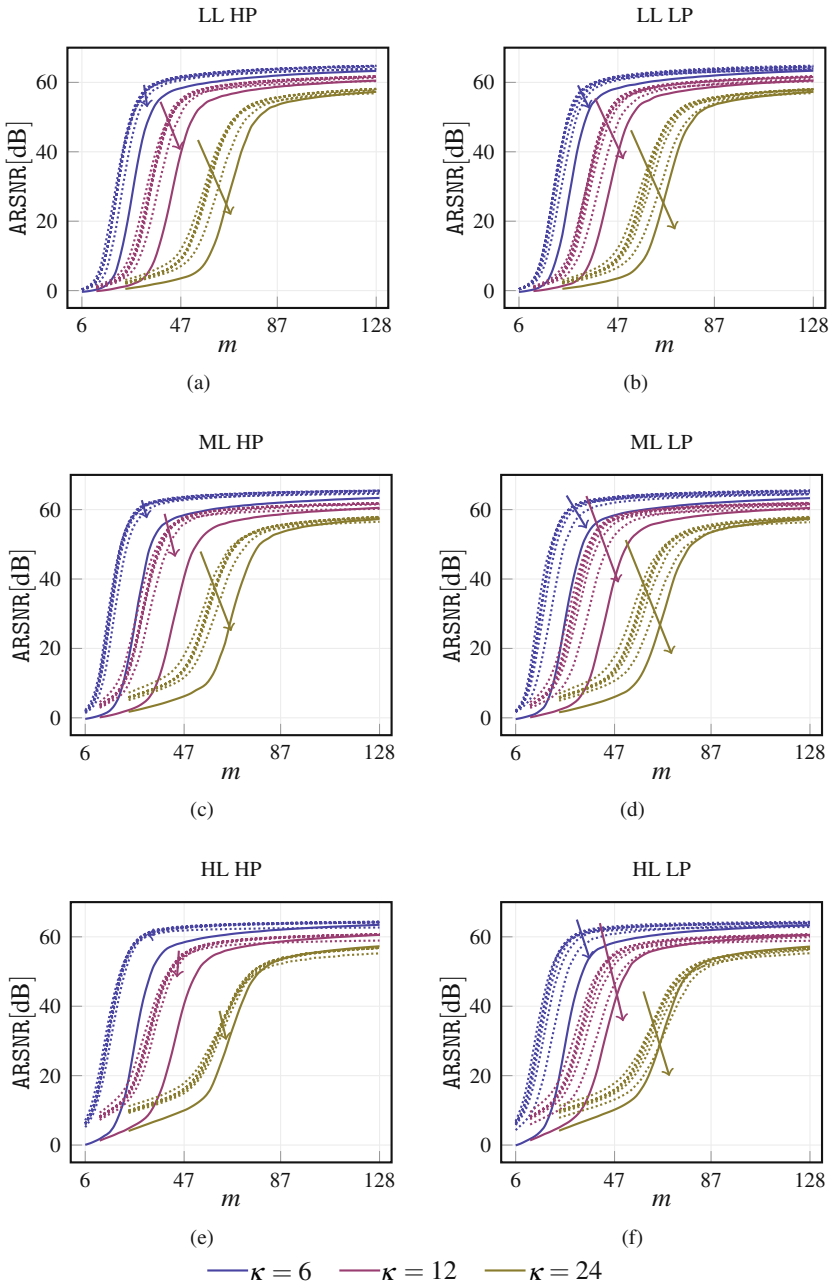 LL HP
LL LP
ARSNR[dB]
60
40
20
0
6 47 87 128
m
(a)
ARSNR[dB]
60
40
20
0
6 47 87 128
m
(b)
ML HP
ML LP
ARSNR[dB]
60
40
20
0
6 47 87 128
m
(c)
ARSNR[dB]
60
40
20
0
6 47 87 128
m
(d)
HL HP
HL LP
ARSNR[dB]
60
40
20
0
6 47 87 128
m
(e)
ARSNR[dB]
60
40
20
0
6 47 87 128
m
(f)
κ = 6 κ = 12 κ = 24